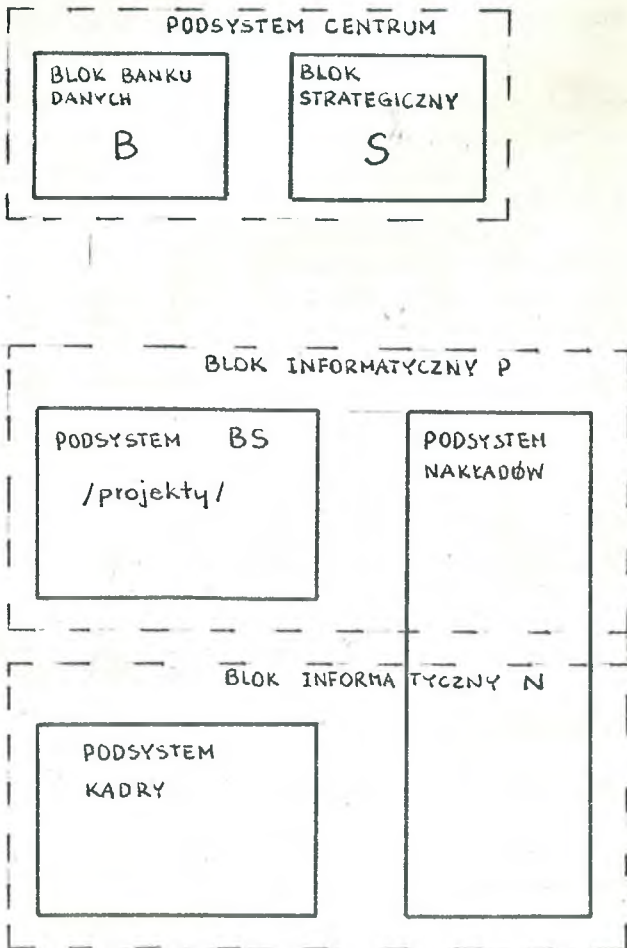 PODSYSTEM CENTRUM
BLOK BANKU
DANYCH
B
BLOK
STRATEGICZNY
S
BLOK INFORMATYCZNY P
PODSYSTEM BS
/projekty/
PODSYSTEM
NAKŁADÓW
BLOK INFORMATYCZNY N
PODSYSTEM
KADRY